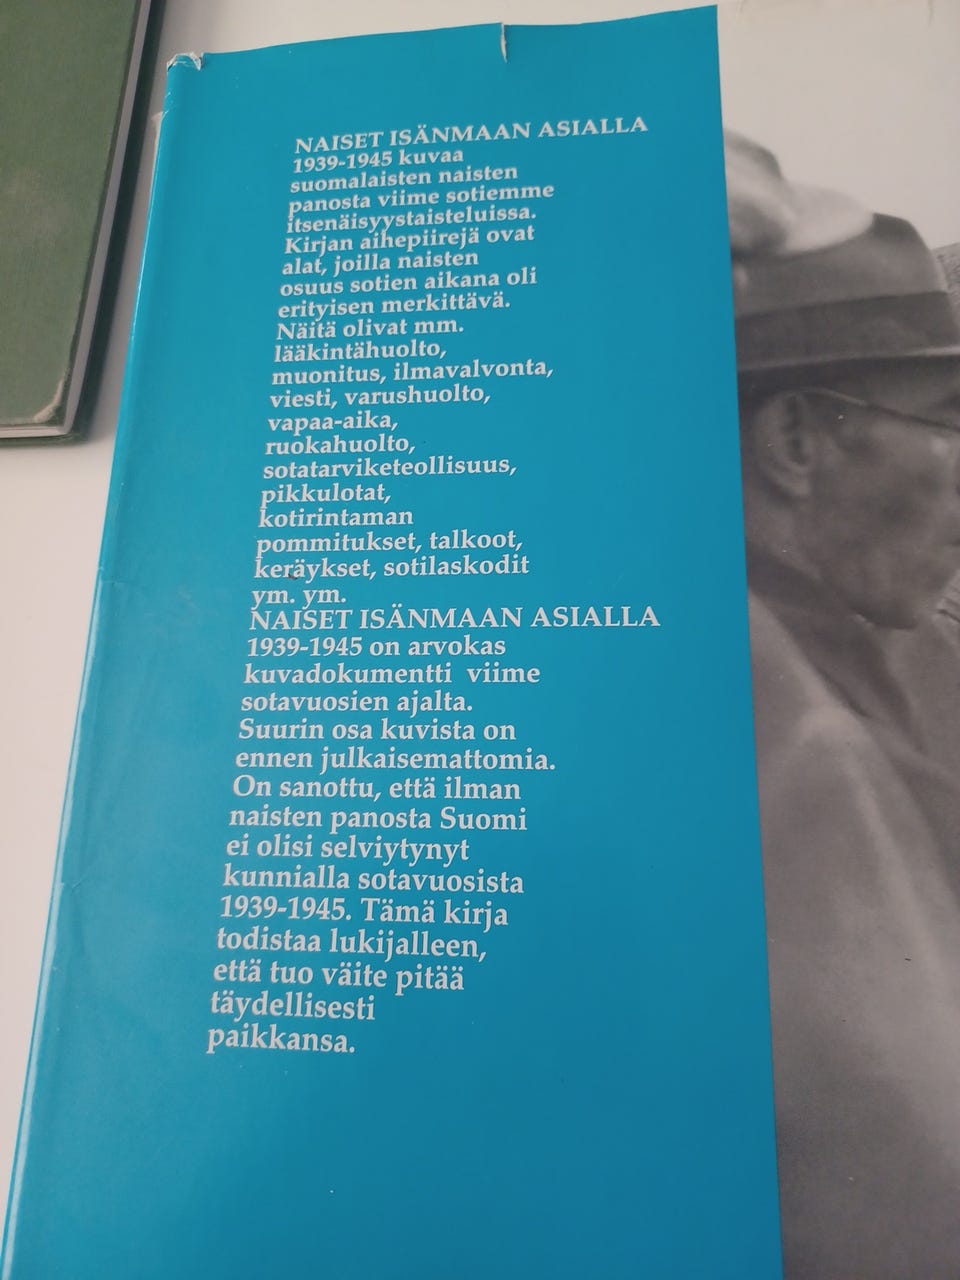 NAISET ISÄNMAAN ASIALLA
1939-1945 kuvaa
suomalaisten naisten
panosta viime sotiemme
itsenäisyystaisteluissa.
Kirjan aihepiirejä ovat
alat, joilla naisten
osuus sotien aikana oli
erityisen merkittävä.
Näitä olivat mm.
lääkintähuolto,
muonitus, ilmavalvonta,
viesti, varushuolto,
vapaa-aika,
ruokahuolto,
sotatarviketeollisuus,
pikkulotat,
kotirintaman
pommitukset, talkoot,
keräykset, sotilaskodit
ym. ym.
NAISET ISÄNMAAN ASIALLA
1939-1945 on arvokas
kuvadokumentti viime
sotavuosien ajalta.
Suurin osa kuvista on
ennen julkaisemattomia.
On sanottu, että ilman
naisten panosta Suomi
ei olisi selviytynyt
kunnialla sotavuosista
1939-1945. Tämä kirja
todistaa lukijalleen,
että tuo väite pitää
täydellisesti
paikkansa.